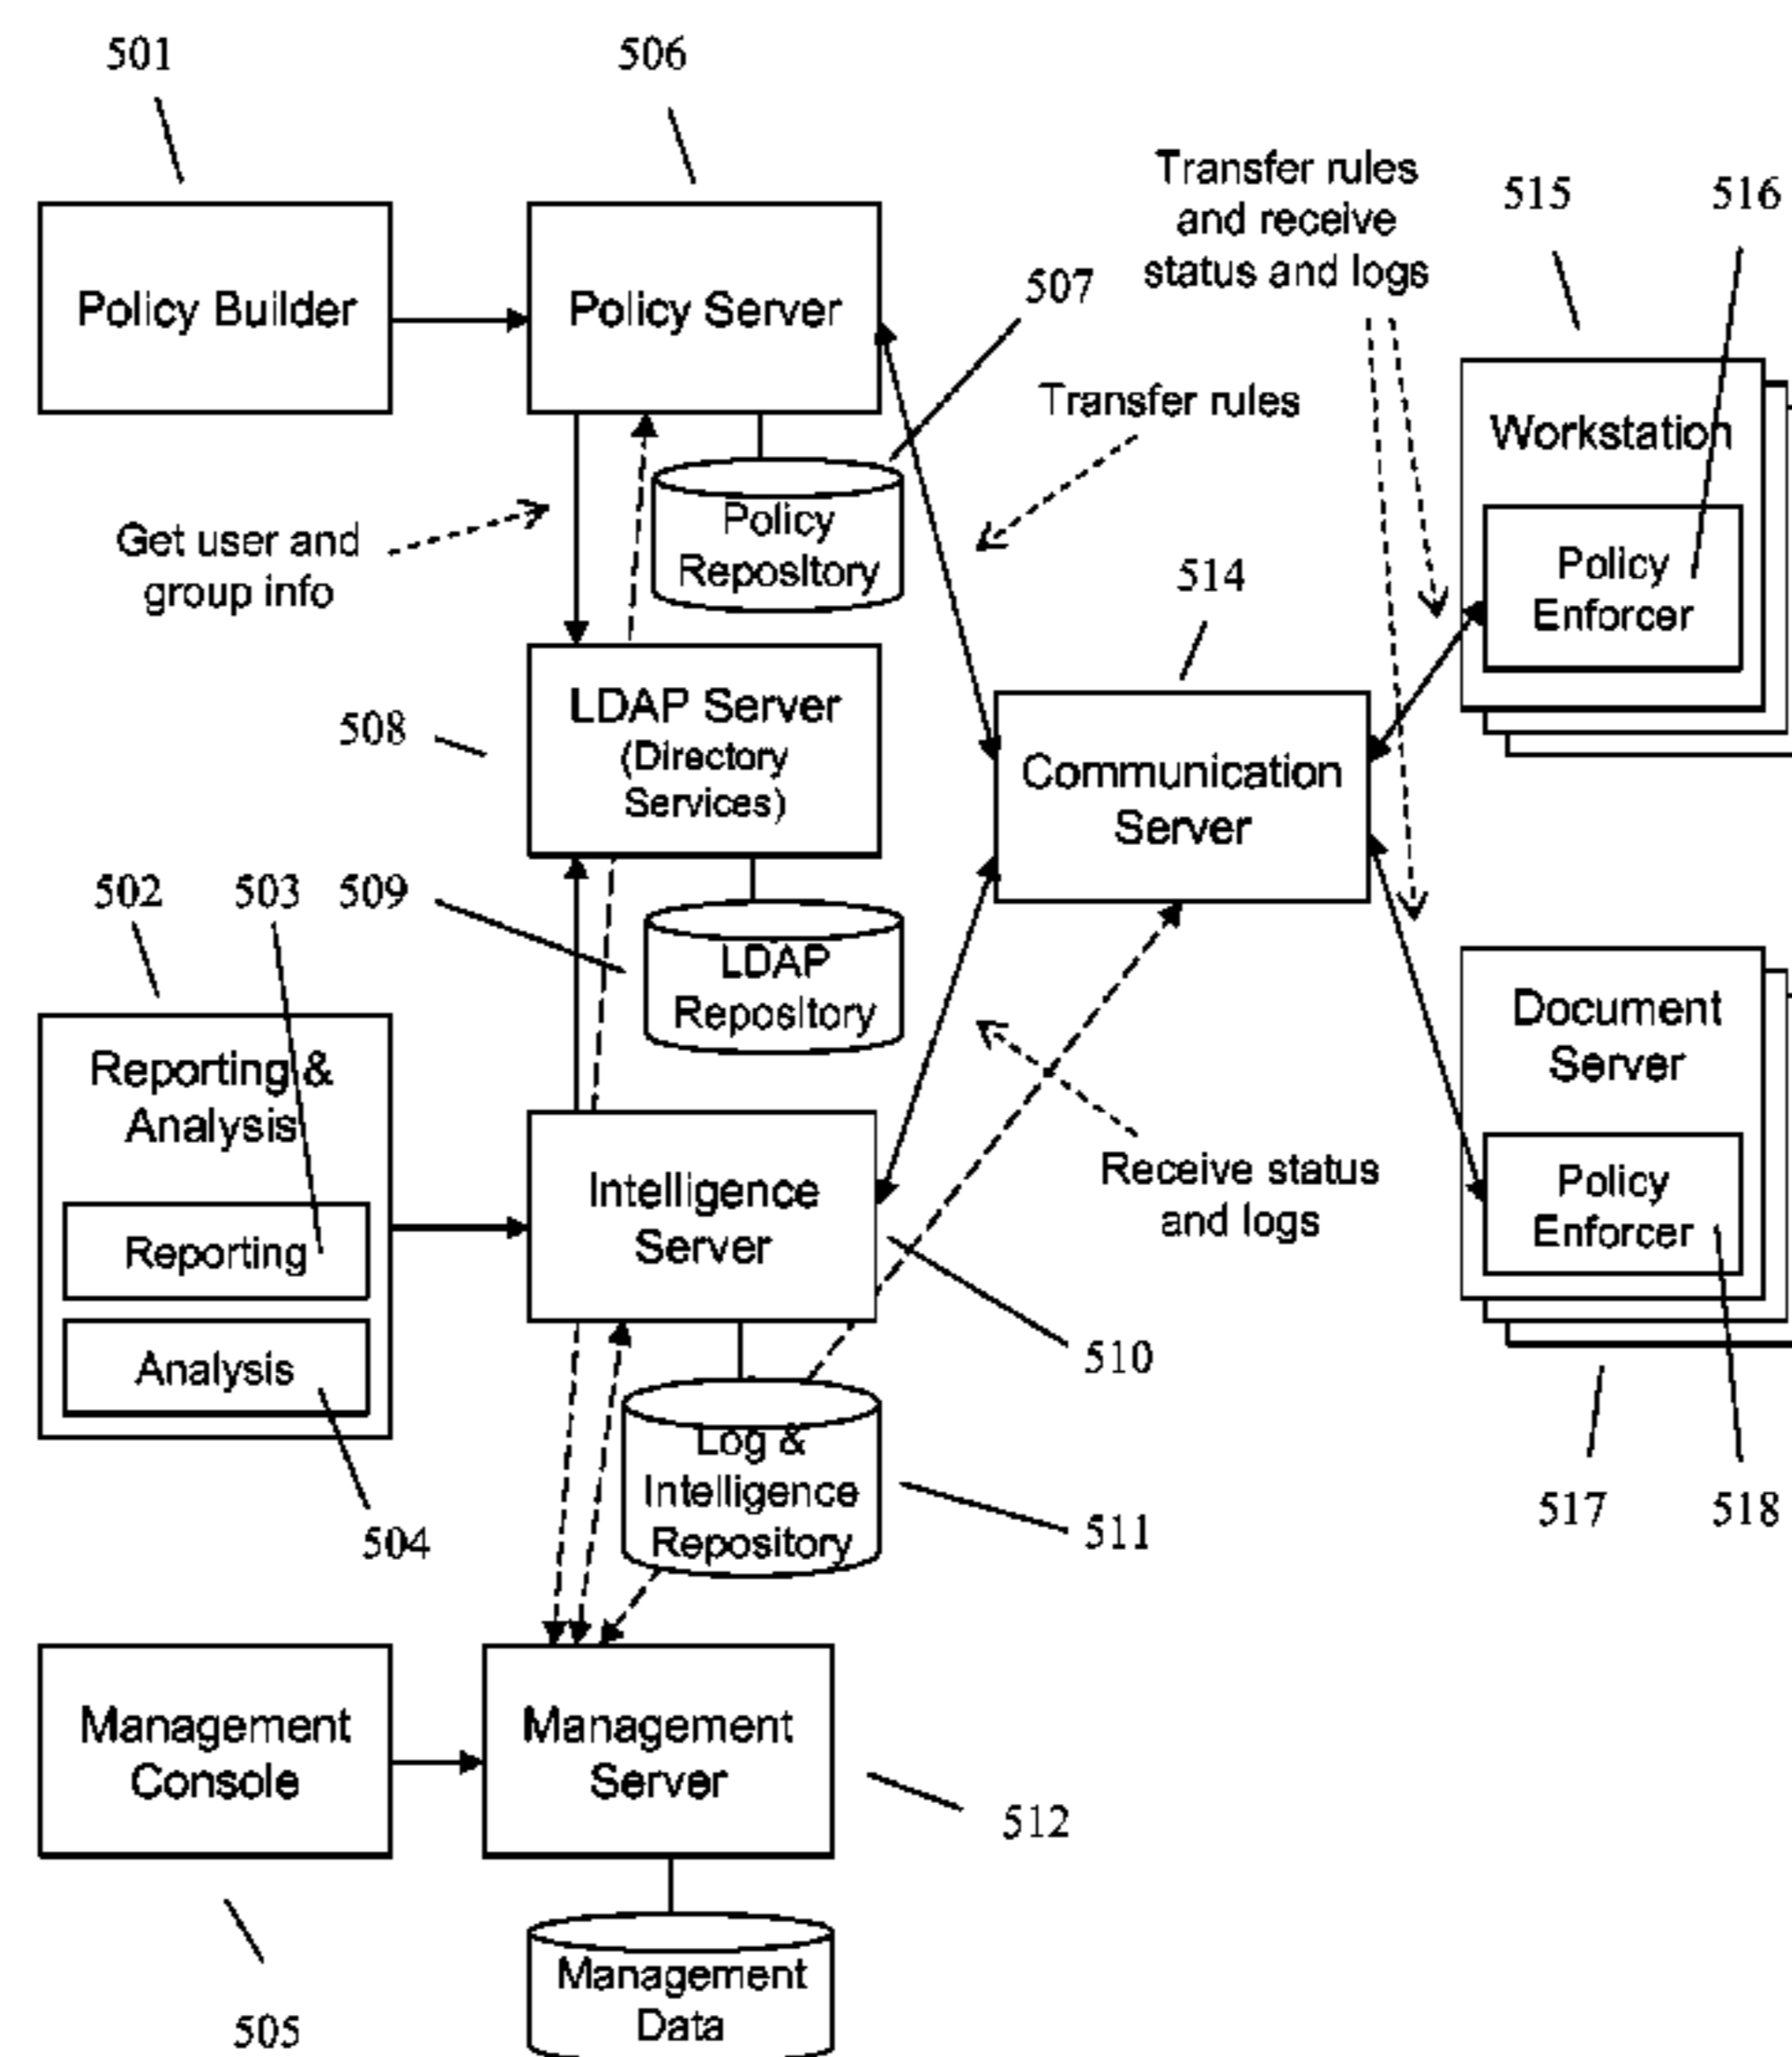 501
506
Transfer rules
and receive
status and logs
515
516
507
Policy Builder
Policy Server
Transfer rules
Workstation
Get user and
group info
Policy
Repository
514
Policy
Enforcer
508
LDAP Server
(Directory
Services)
Communication
Server
502
503
509
LDAP
Repository
Document
Server
Reporting &
Analysis
Intelligence
Server
Receive status
and logs
Policy
Enforcer
Reporting
Analysis
510
504
Log &
Intelligence
Repository
511
517
518
Management
Console
Management
Server
512
505
Management
Data